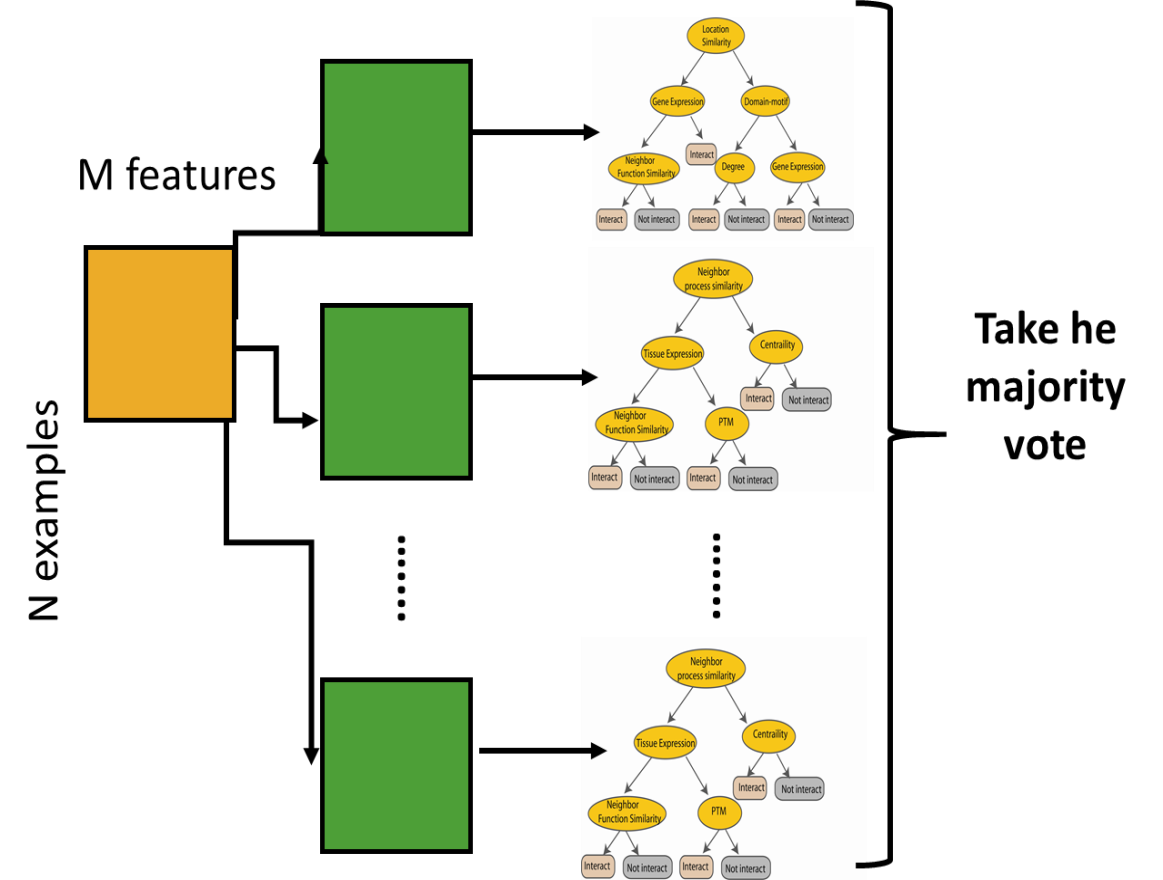 M features
N examples
Location
Similarity
Gene Expression
Domain-motif
Interact
Neighbor
Function Similarity
Degree
Gene Expression
Interact
Not interact
Interact
Not interact
Interact
Not interact
Neighbor
process similarity
Tissue Expression
Centraility
Interact
Not interact
Neighbor
Function Similarity
PTM
Interact
Not interact
Interact
Not interact
Neighbor
process similarity
Tissue Expression
Centraility
Interact
Not interact
Neighbor
Function Similarity
PTM
Interact
Not interact
Interact
Not interact
Take he
majority
vote